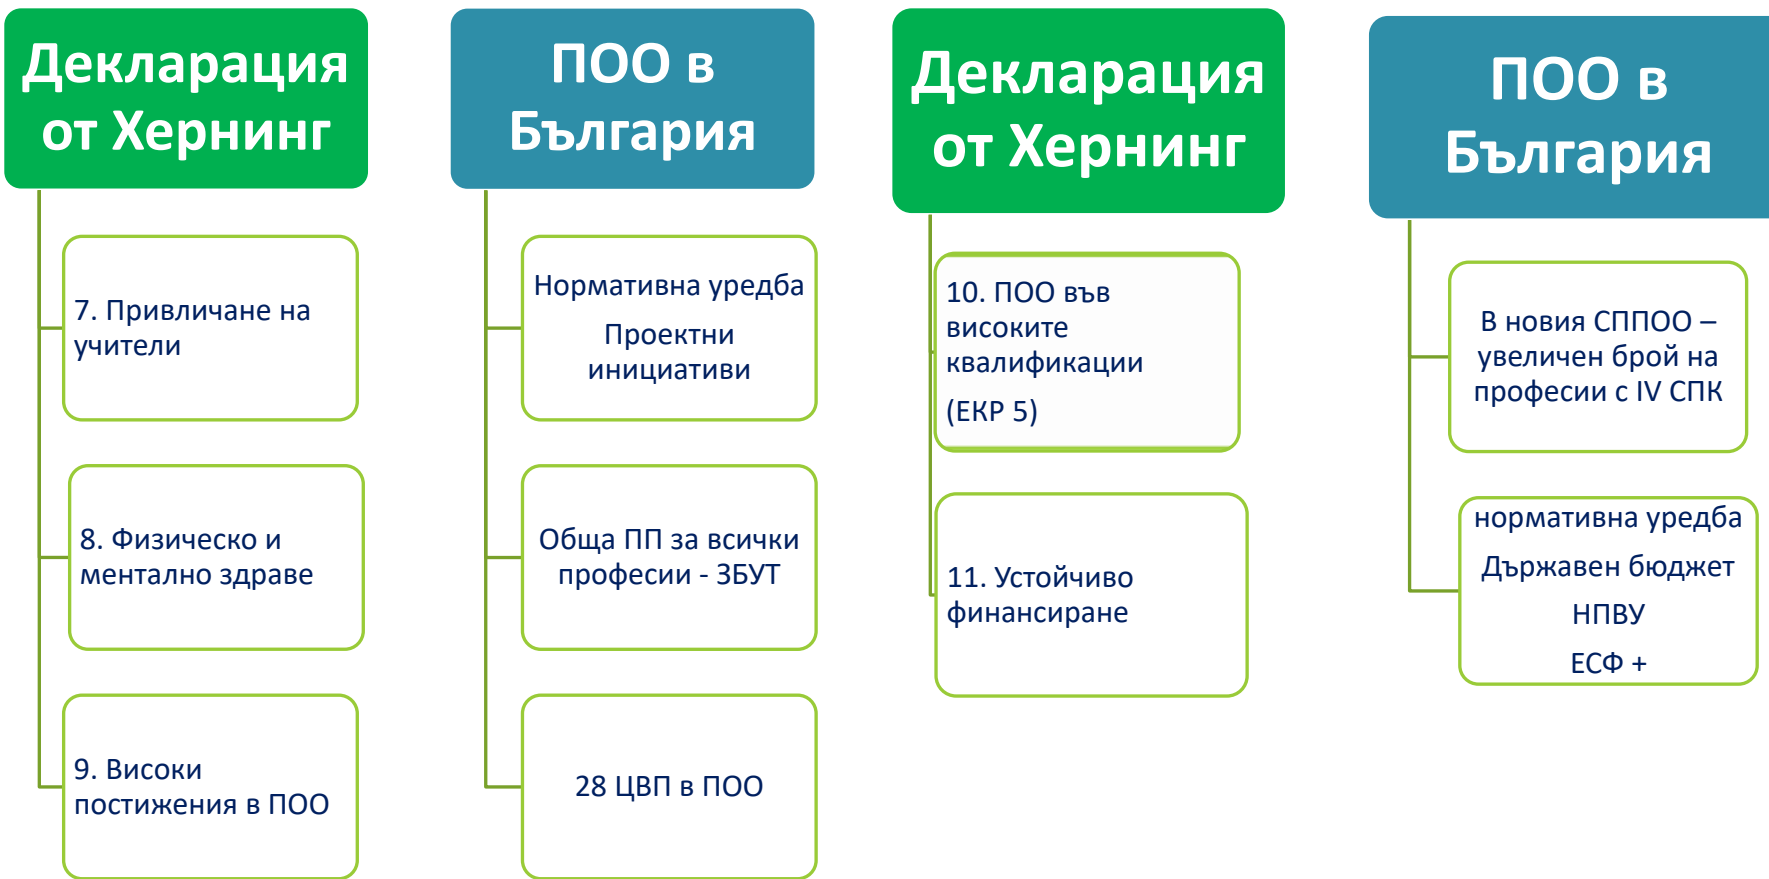 Декларация
от Хернинг
7. Привличане на
учители
8. Физическо и
ментално здраве
9. Високи
постижения в ПОО
ПОО в
България
Нормативна уредба
Проектни
инициативи
Обща ПП за всички
професии - ЗБУТ
28 ЦВП в ПОО
Декларация
от Хернинг
10. ПОО във
високите
квалификации
(ЕКР 5)
11. Устойчиво
финансиране
ПОО в
България
В новия СППОО –
увеличен брой на
професии с IV СПК
нормативна уредба
Държавен бюджет
НПВУ
ЕСФ +